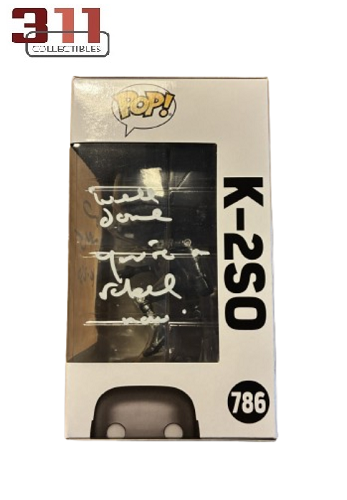 311
COLLECTIBLES
POP!
K-2SO
well
done
you're a
rebel
now.
786